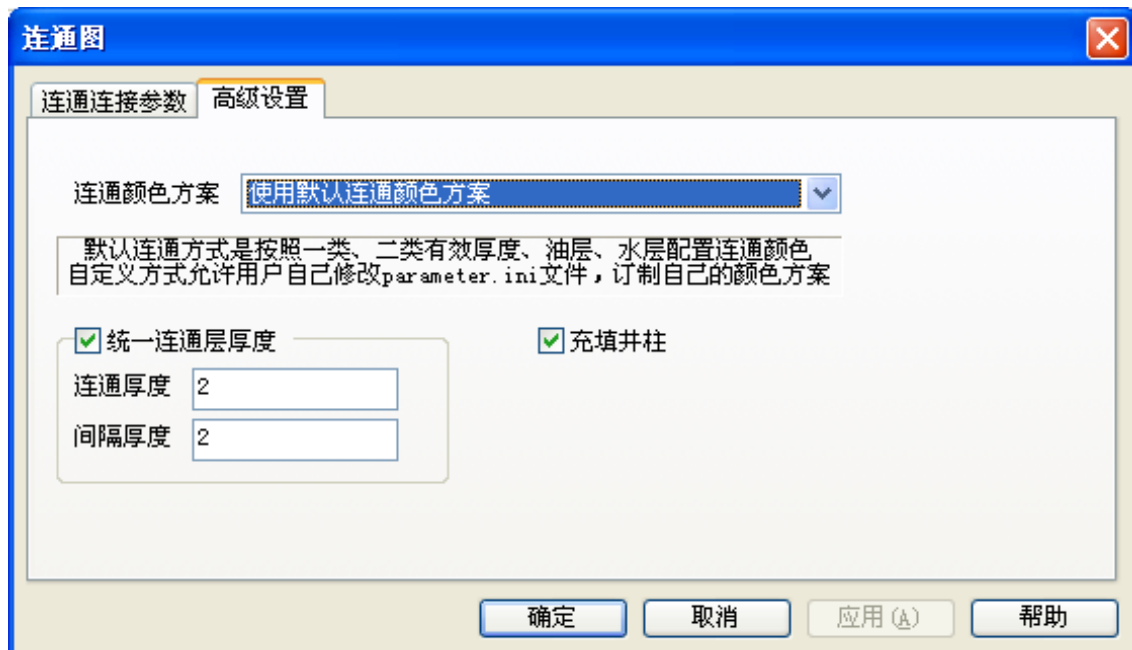 连通图
连通连接参数 高级设置
连通颜色方案 使用默认连通颜色方案
默认连通方式是按照一类、二类有效厚度、油层、水层配置连通颜色
自定义方式允许用户自己修改parameter.ini文件,订制自己的颜色方案
统一连通层厚度 充填井柱
连通厚度 2
间隔厚度 2
确定 取消 应用(A) 帮助